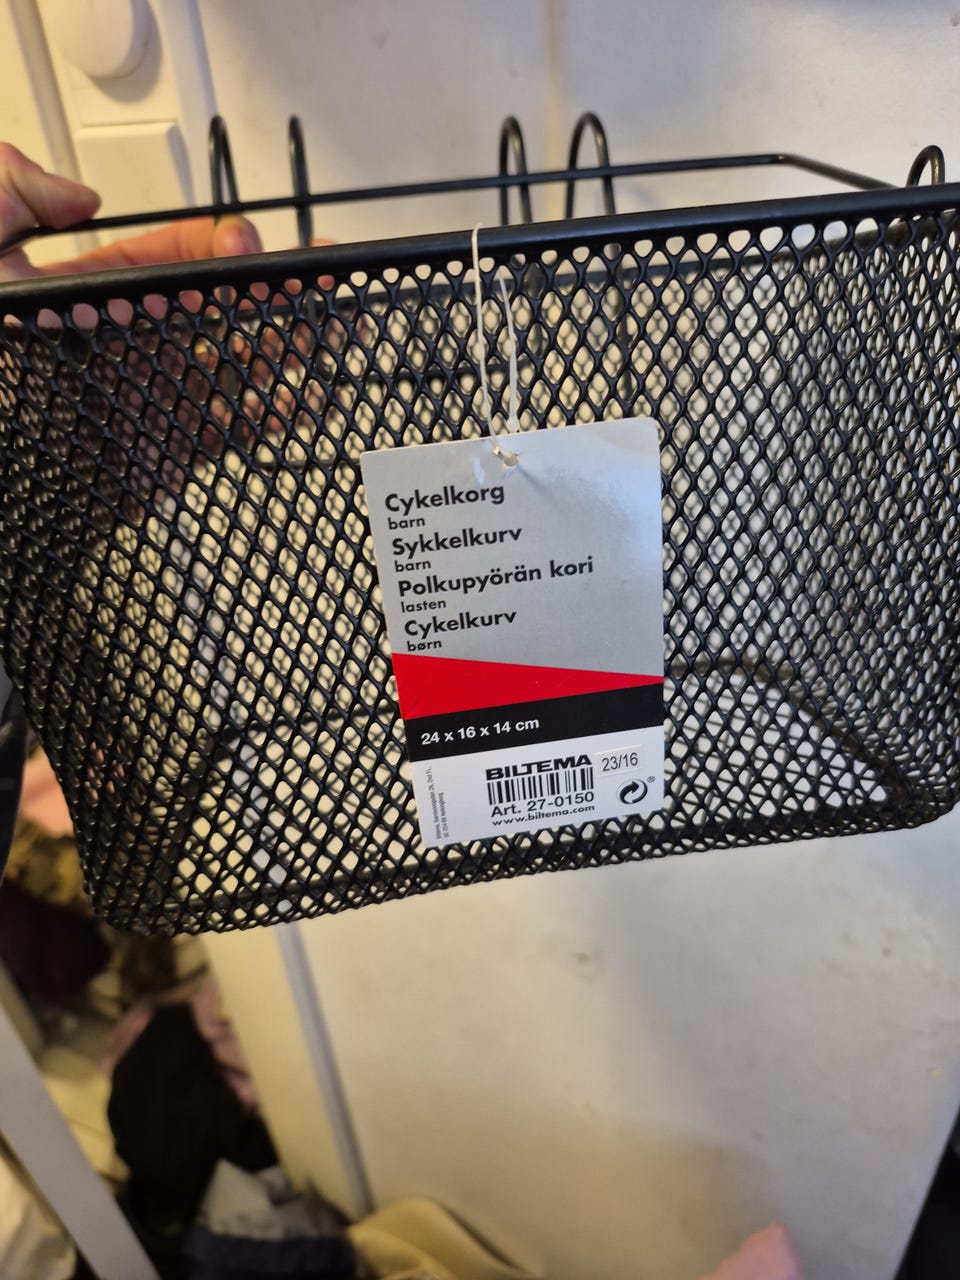 Cykelkorg
barn
Sykkelkurv
barn
Polkupyörän kori
lasten
Cykelkurv
børn
24 x 16 x 14 cm
BILTEMA
23/16
Art. 27-0150
www.biltema.com
®